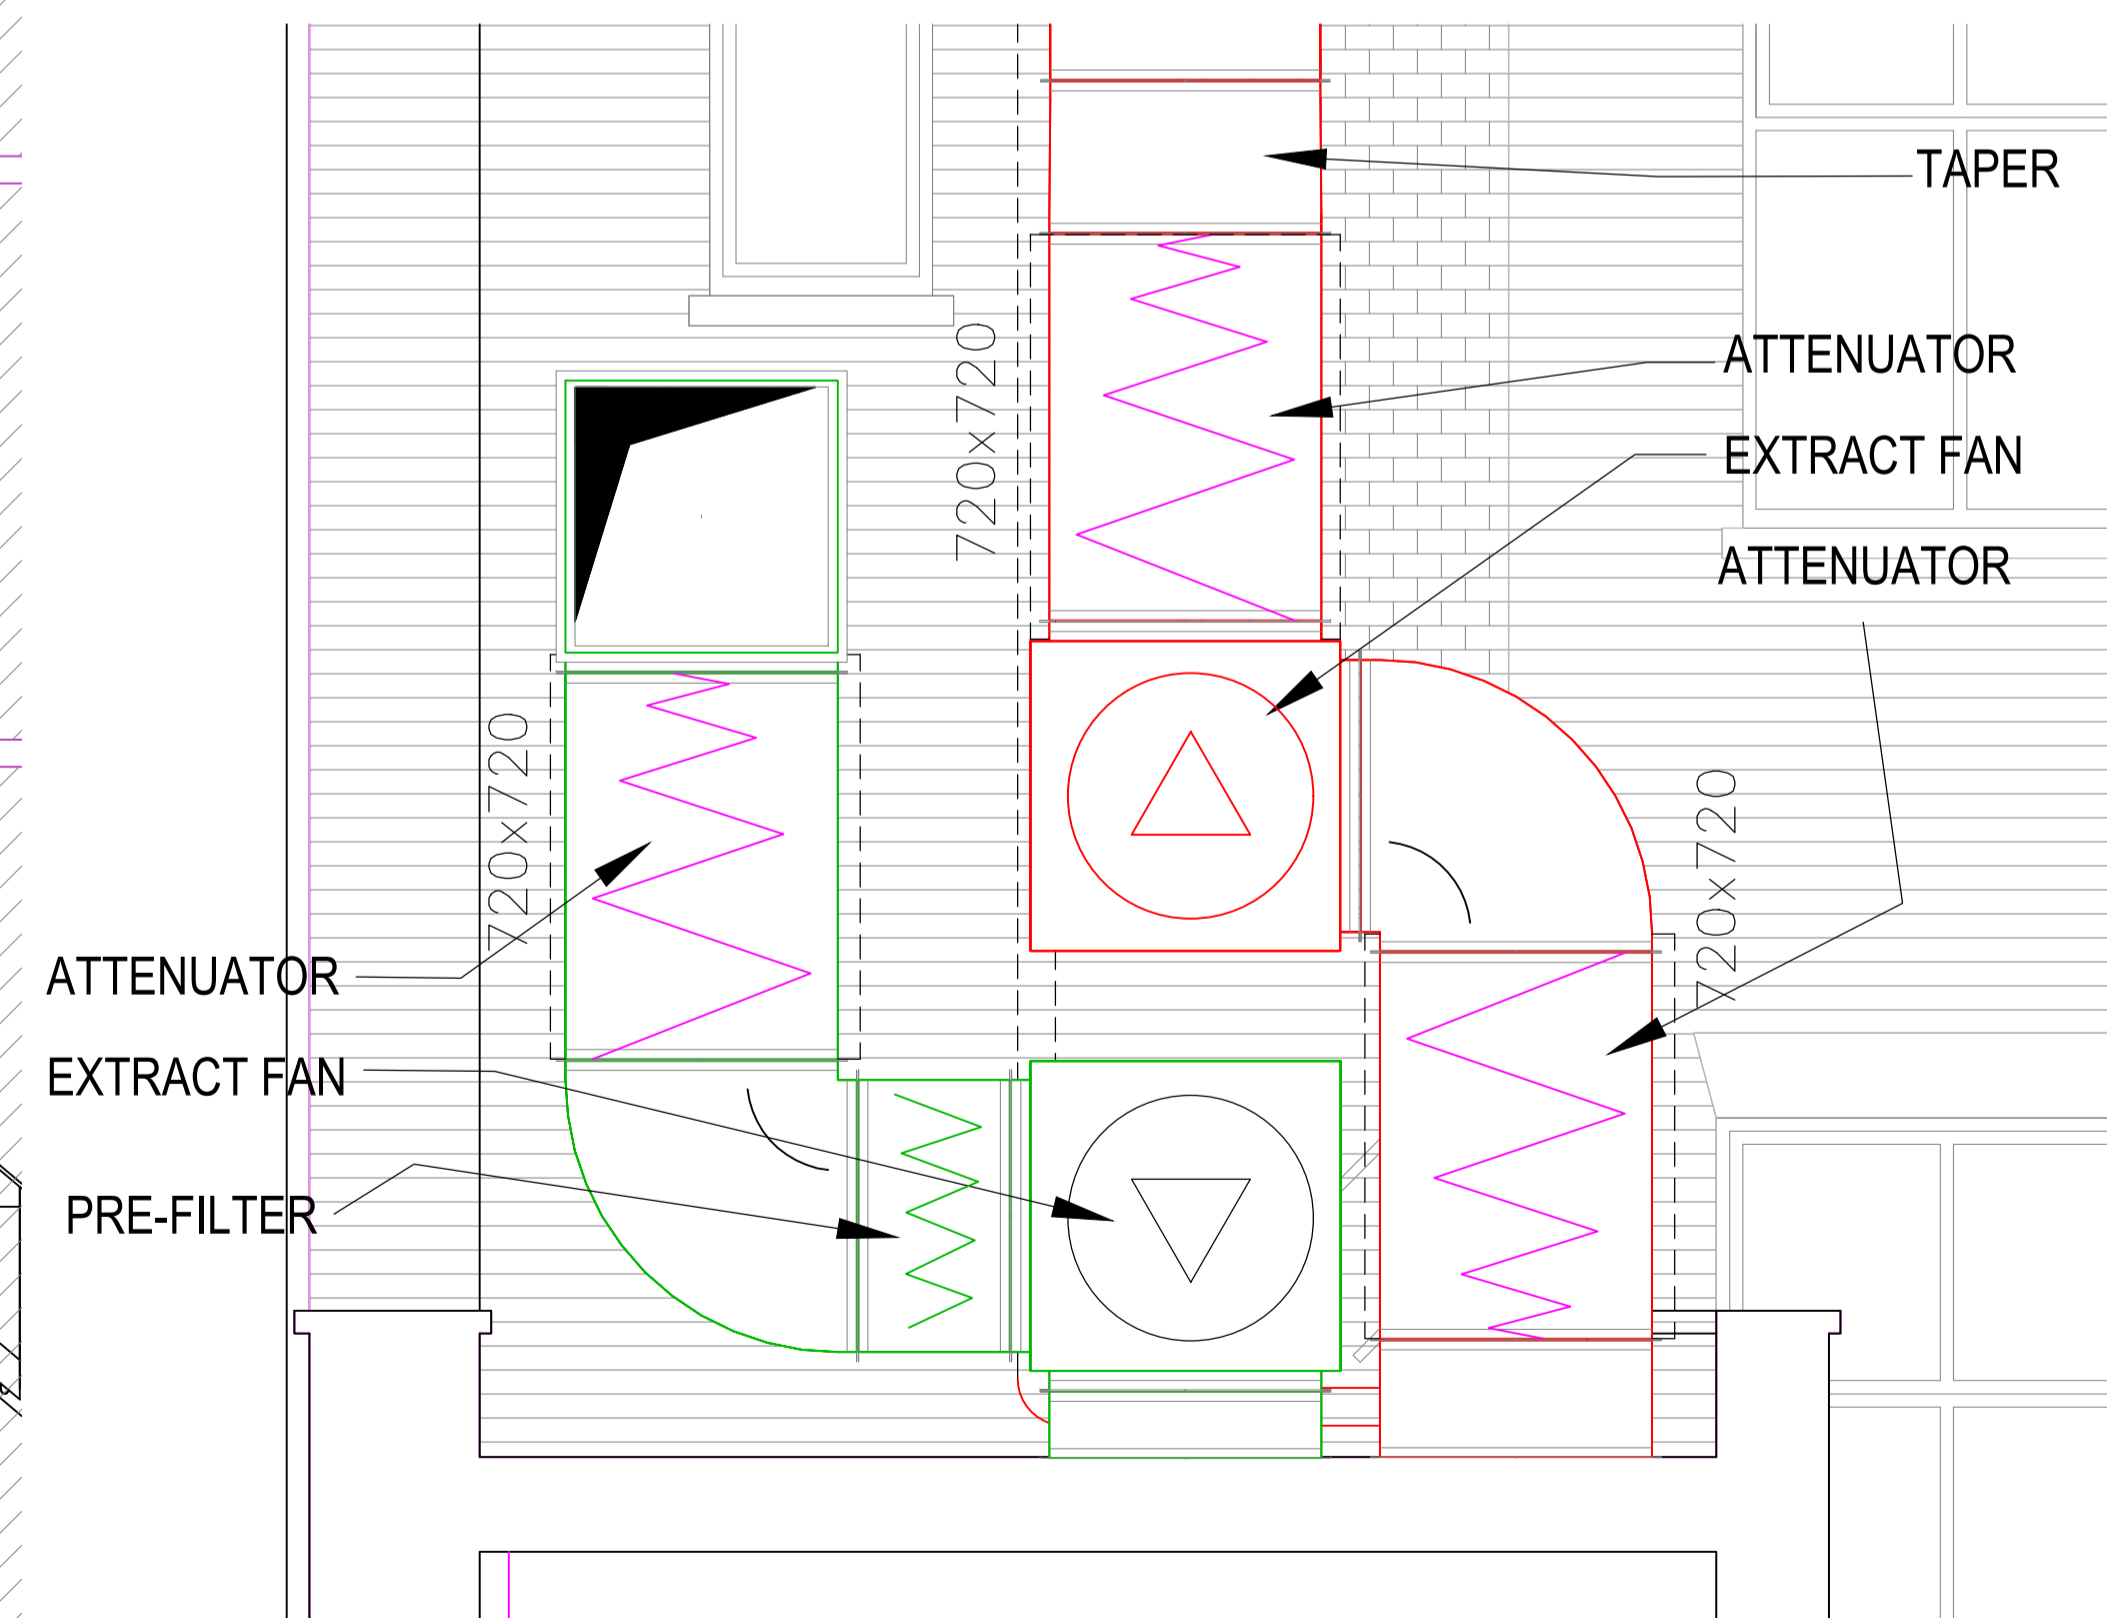 TAPER
720x720
ATTENUATOR
EXTRACT FAN
ATTENUATOR
720x720
720x720
ATTENUATOR
EXTRACT FAN
PRE-FILTER